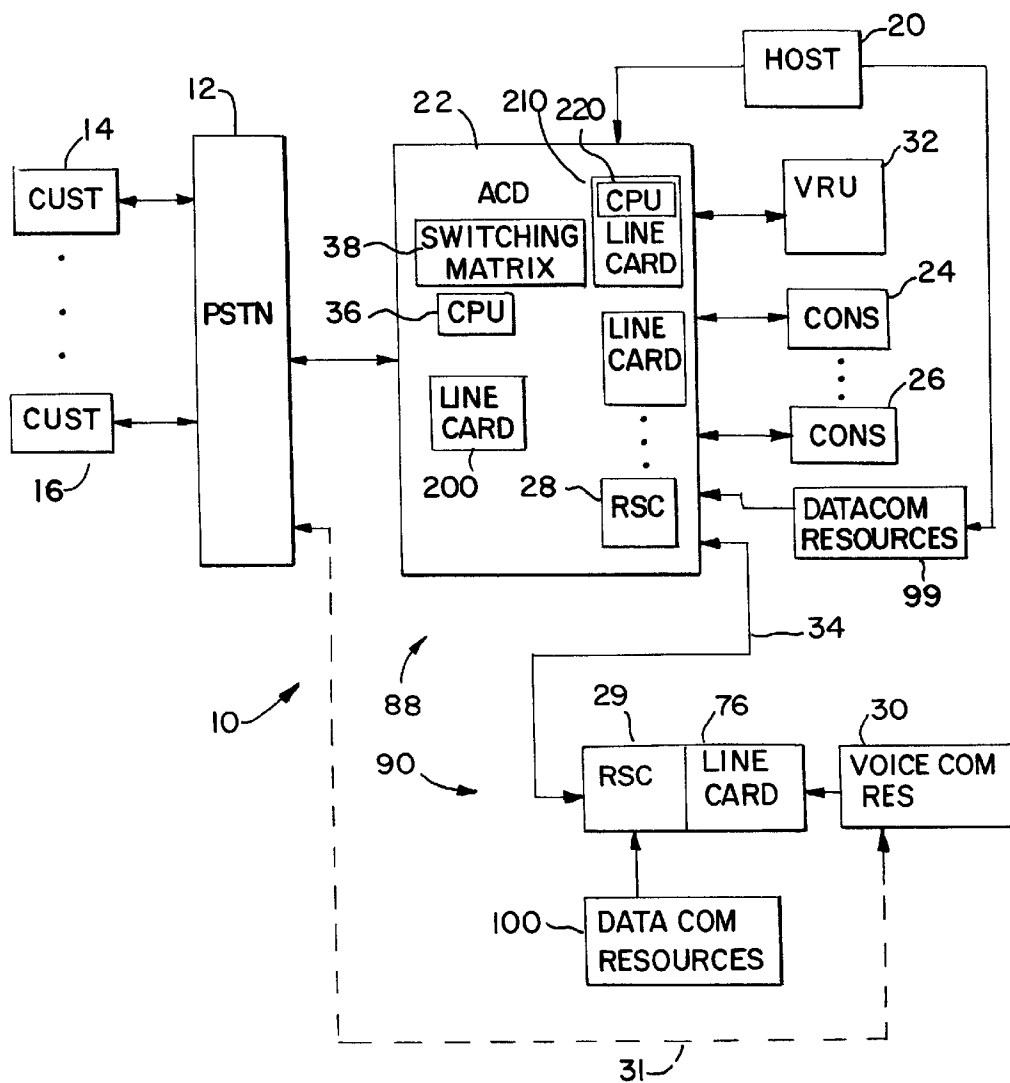 20
HOST
12
22
210
220
14
32
CUST
ACD
CPU
LINE
CARD
VRU
38
SWITCHING
MATRIX
24
PSTN
36
CPU
LINE
CARD
CONS
26
CUST
LINE
CARD
CONS
16
200
28
RSC
DATACOM
RESOURCES
99
34
10
88
29
76
30
90
RSC
LINE
CARD
VOICE COM
RES
100
DATA COM
RESOURCES
31